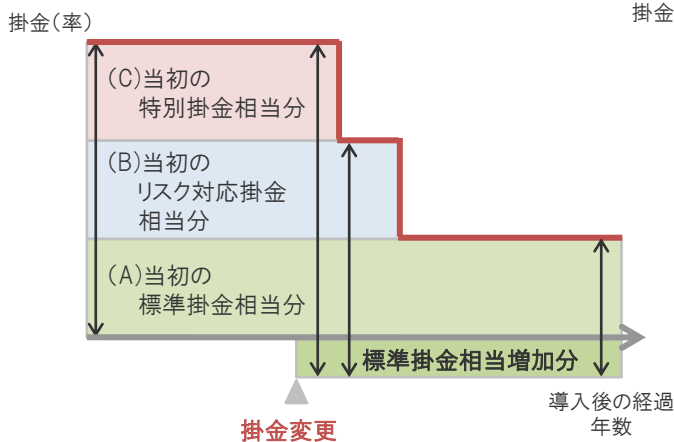 掛金(率)
掛金
(C)当初の
特別掛金相当分
(B)当初の
リスク対応掛金
相当分
(A)当初の
標準掛金相当分
標準掛金相当増加分
導入後の経過
年数
掛金変更